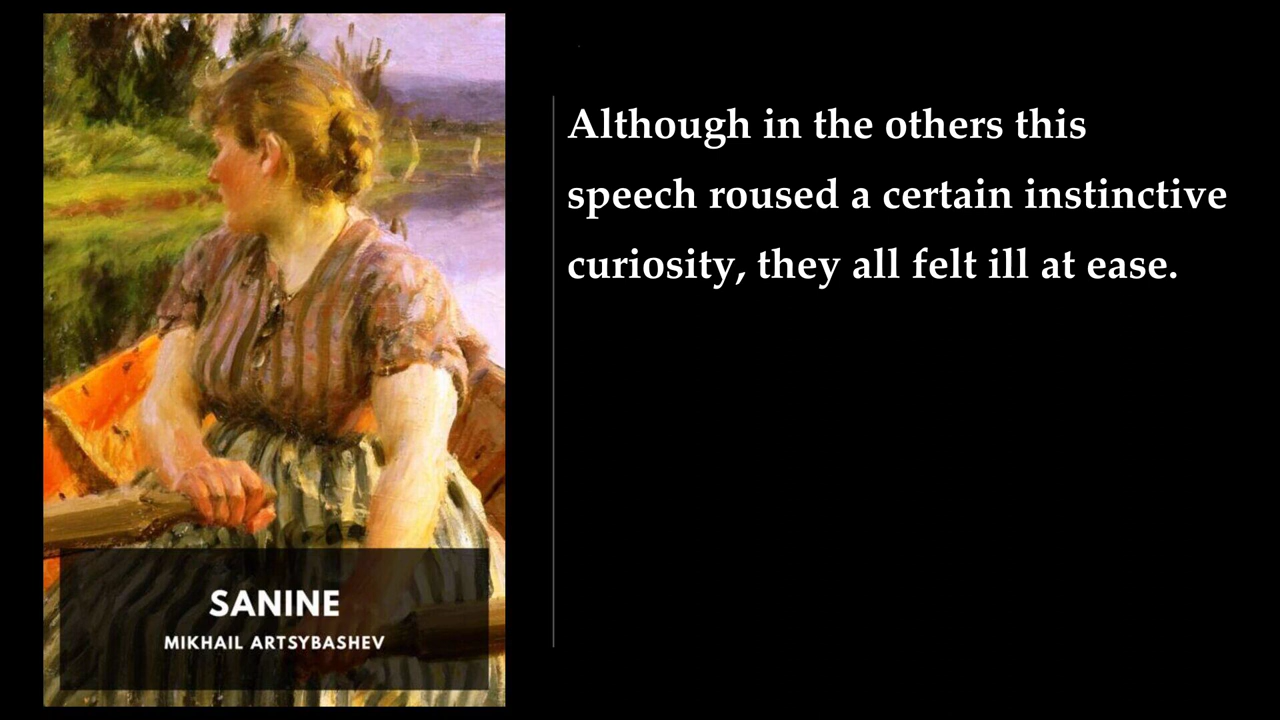 SANINE
MIKHAIL ARTSYBASHEV
Although in the others this
speech roused a certain instinctive
curiosity, they all felt ill at ease.